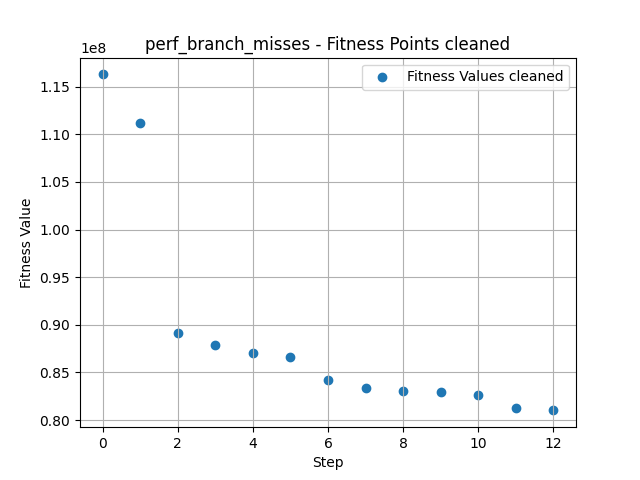 perf_branch_misses - Fitness Points cleaned
1e8
Fitness Values cleaned
1.15
1.10
1.05
1.00
0.95
0.90
0.85
0.80
Fitness Value
0 2 4 6 8 10 12
Step